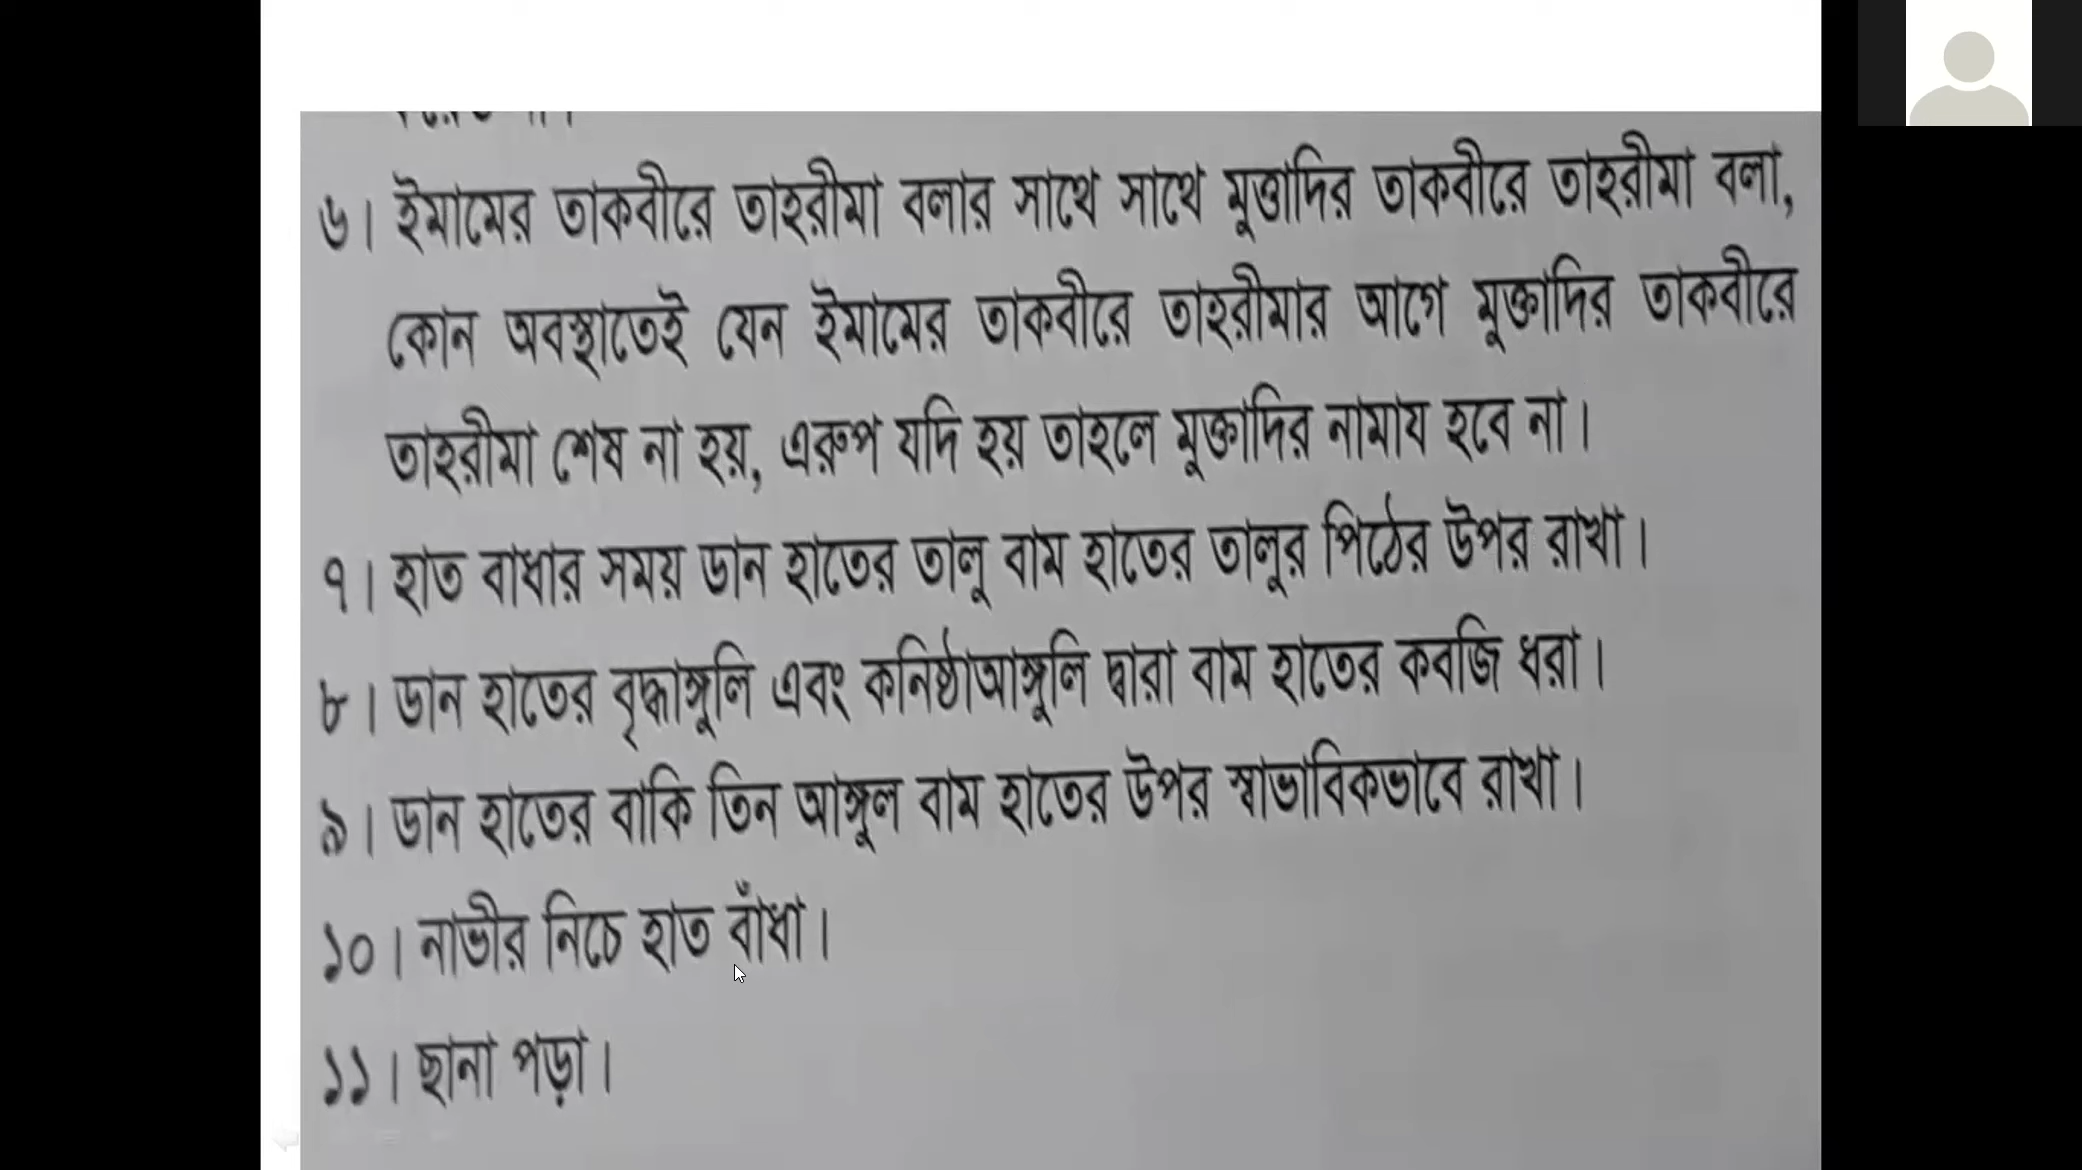 ৬। ইমামের তাকবীরে তাহরীমা বলার সাথে সাথে মুক্তাদির তাকবীরে তাহরীমা বলা,
কোন অবস্থাতেই যেন ইমামের তাকবীরে তাহরীমার আগে মুক্তাদির তাকবীরে
তাহরীমা শেষ না হয়, এরুপ যদি হয় তাহলে মুক্তাদির নামায হবে না।
৭। হাত বাধার সময় ডান হাতের তালু বাম হাতের তালুর পিঠের উপর রাখা।
৮। ডান হাতের বৃদ্ধাঙ্গুলি এবং কনিষ্ঠাআঙ্গুলি দ্বারা বাম হাতের কবজি ধরা।
৯। ডান হাতের বাকি তিন আঙ্গুল বাম হাতের উপর স্বাভাবিকভাবে রাখা।
১০। নাভীর নিচে হাত বাঁধা।
১১। ছানা পড়া।